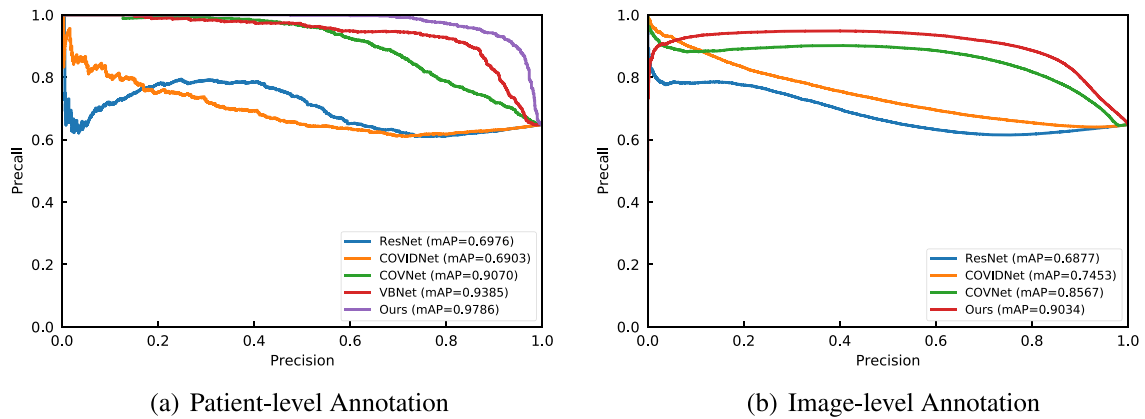 1.0
0.8
0.6
0.4
0.2
0.0
Precall
0.0 0.2 0.4 0.6 0.8 1.0
Precision
ResNet (mAP=0.6976)
COVIDNet (mAP=0.6903)
COVNet (mAP=0.9070)
VBNet (mAP=0.9385)
Ours (mAP=0.9786)
(a) Patient-level Annotation
1.0
0.8
0.6
0.4
0.2
0.0
Precall
0.0 0.2 0.4 0.6 0.8 1.0
Precision
ResNet (mAP=0.6877)
COVIDNet (mAP=0.7453)
COVNet (mAP=0.8567)
Ours (mAP=0.9034)
(b) Image-level Annotation